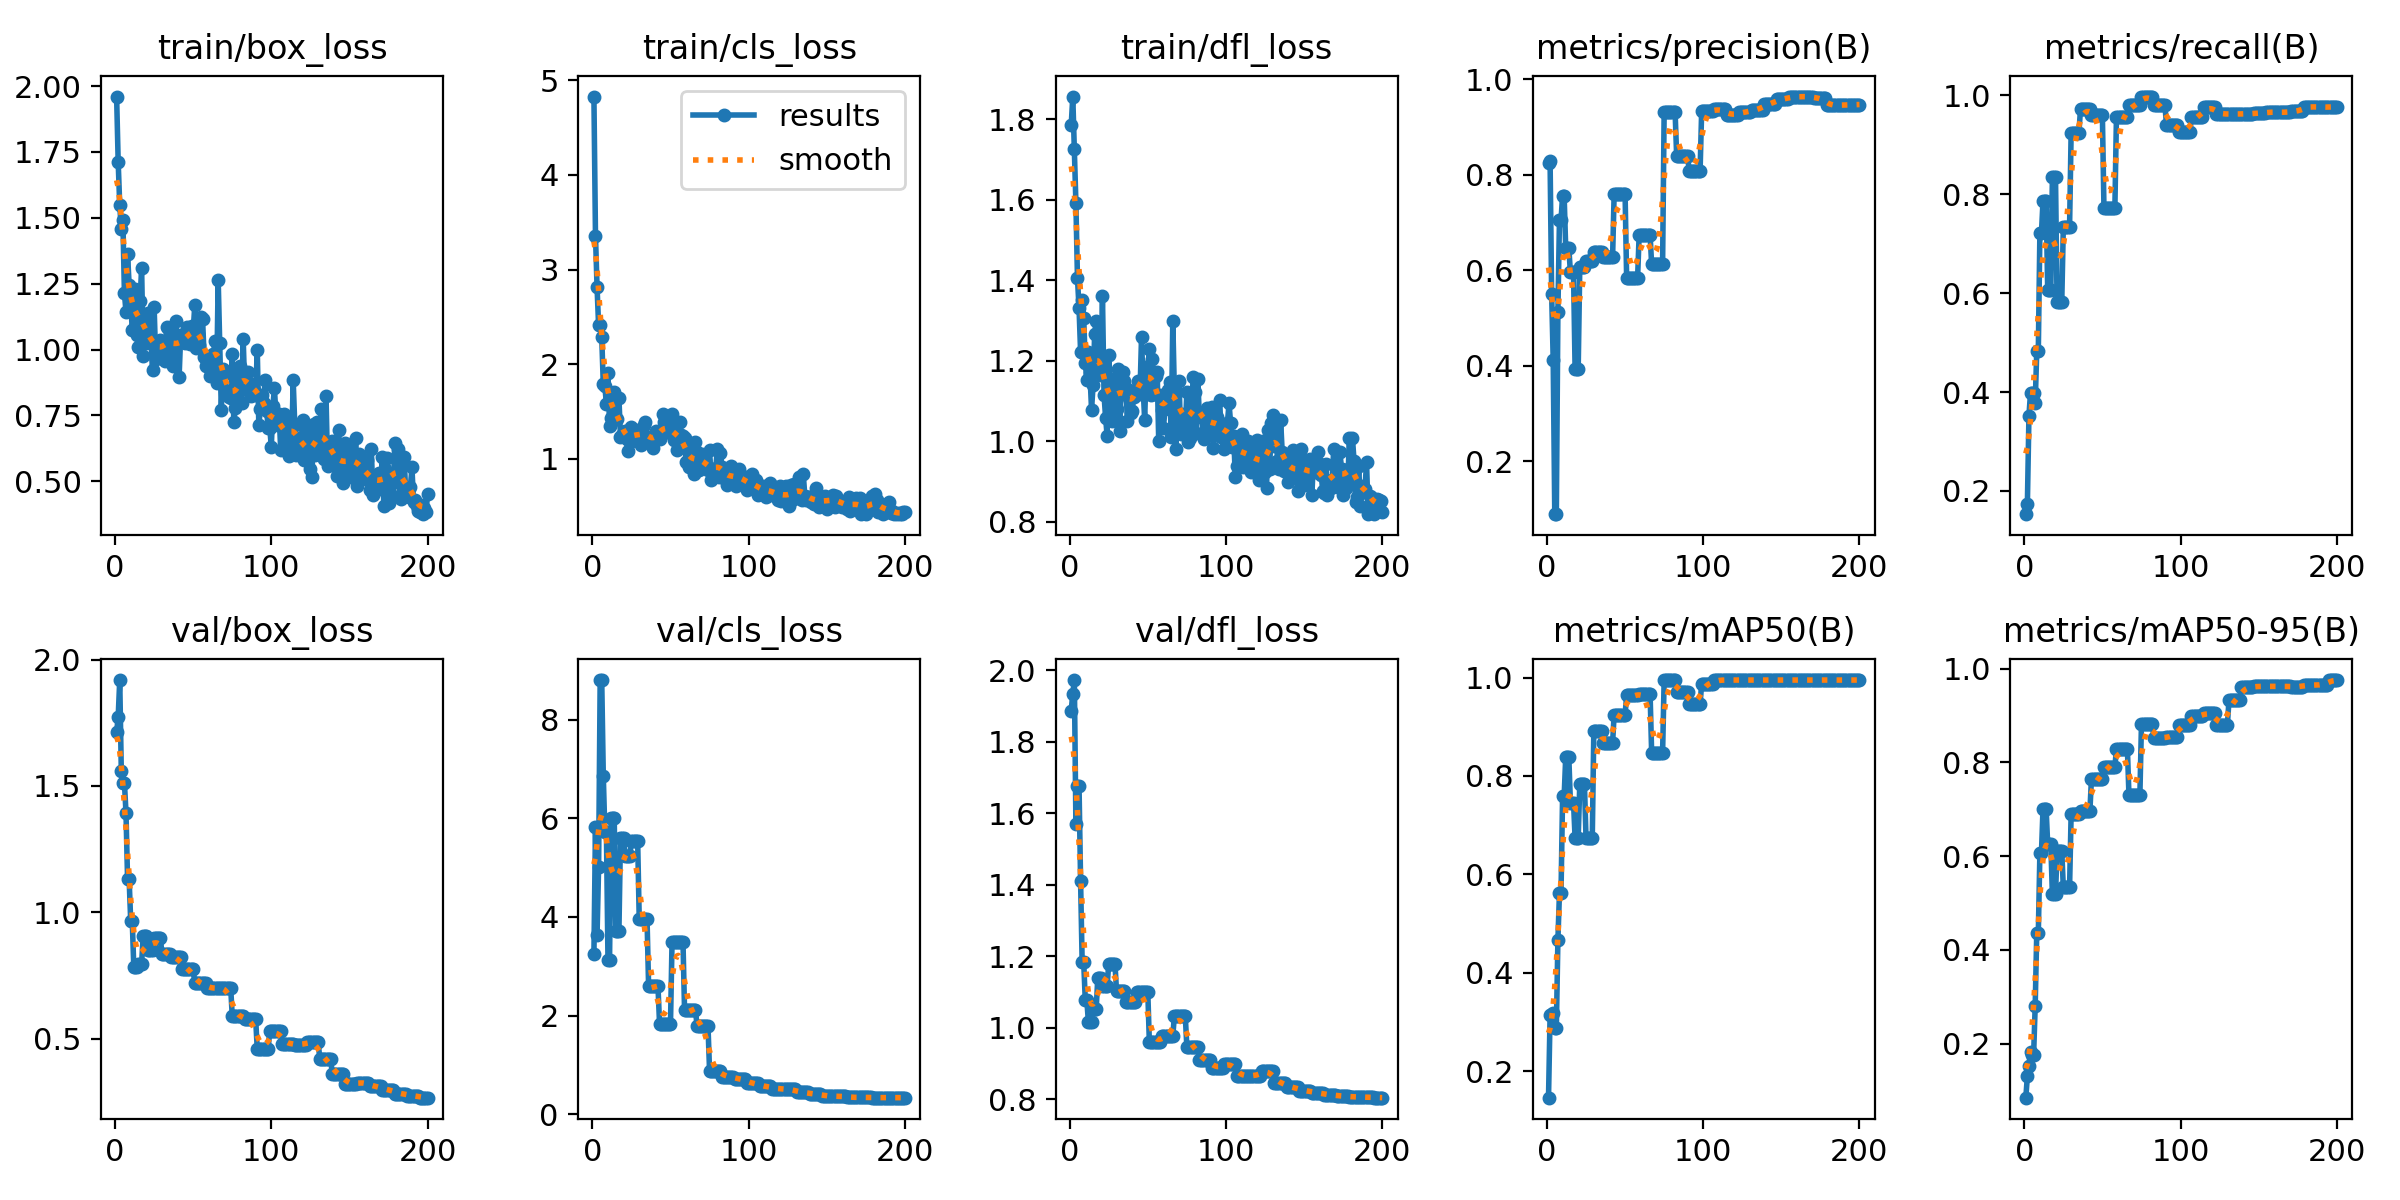 train/box_loss
2.00
1.75
1.50
1.25
1.00
0.75
0.50
0 100 200
train/cls_loss
results
smooth
5
4
3
2
1
0 100 200
train/dfl_loss
1.8
1.6
1.4
1.2
1.0
0.8
0 100 200
metrics/precision(B)
1.0
0.8
0.6
0.4
0.2
0 100 200
metrics/recall(B)
1.0
0.8
0.6
0.4
0.2
0 100 200
val/box_loss
2.0
1.5
1.0
0.5
0 100 200
val/cls_loss
8
6
4
2
0
0 100 200
val/dfl_loss
2.0
1.8
1.6
1.4
1.2
1.0
0.8
0 100 200
metrics/mAP50(B)
1.0
0.8
0.6
0.4
0.2
0 100 200
metrics/mAP50-95(B)
1.0
0.8
0.6
0.4
0.2
0 100 200